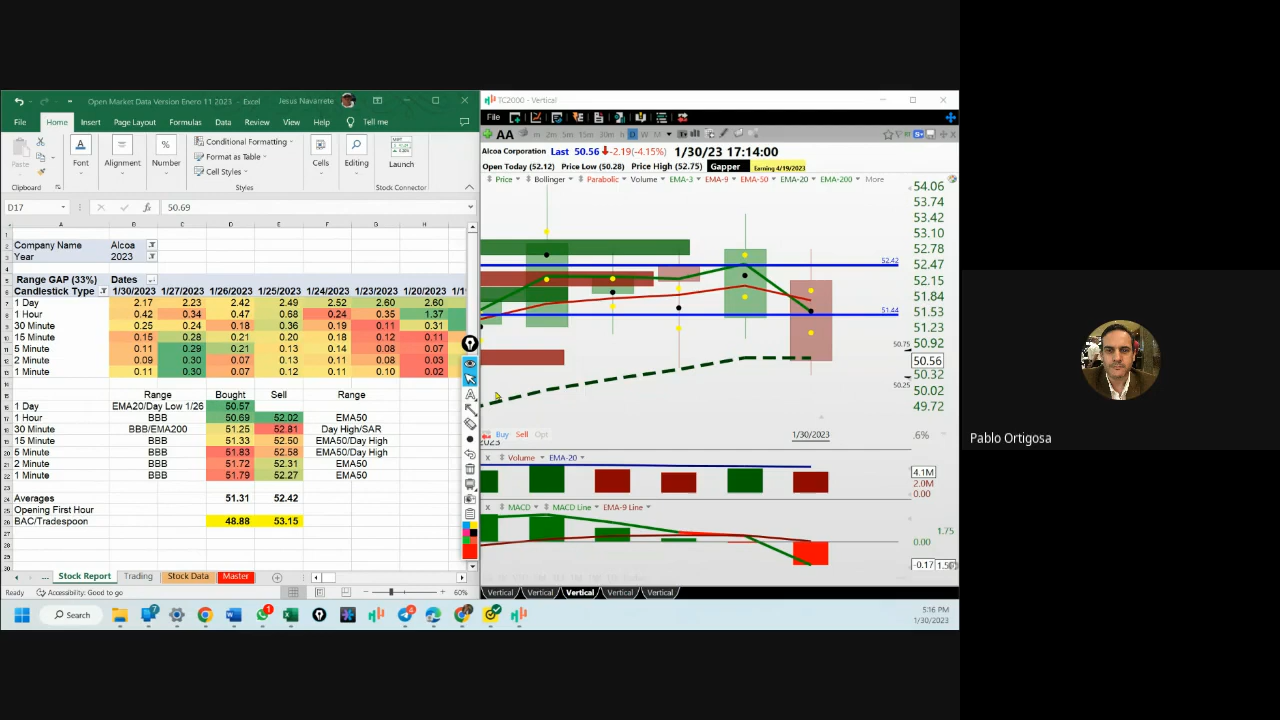 Open Market Data Version Enero 11 2023 - Excel Jesus Navarrete
File Home Insert Page Layout Formulas Data Review View Help Tell me
Paste
Font
Alignment
Number
Conditional Formatting
Format as Table
Cell Styles
Cells
Editing
Launch
Clipboard Styles Stock Connector
D17 50.69
A B C D E F G H
Company Name Alcoa
Year 2023
Range GAP (33%) Dates
Candlestick Type 1/30/2023 1/27/2023 1/26/2023 1/25/2023 1/24/2023 1/23/2023 1/20/2023
1 Day 2.17 2.23 2.42 2.49 2.52 2.60 2.60
1 Hour 0.42 0.34 0.47 0.68 0.24 0.35 1.37
30 Minute 0.25 0.24 0.18 0.36 0.19 0.11 0.31
15 Minute 0.15 0.28 0.21 0.20 0.18 0.12 0.11
5 Minute 0.11 0.29 0.11 0.21 0.14 0.08 0.08
2 Minute 0.09 0.30 0.07 0.13 0.11 0.07 0.03
1 Minute 0.11 0.30 0.07 0.12 0.11 0.10 0.02
Range Bought Sell Range
1 Day EMA20/Day Low 1/26 50.57
1 Hour BBB 50.69 52.02 EMA50
30 Minute BBB/EMA200 51.25 52.81 Day High/SAR
15 Minute BBB 51.33 52.50 EMA50/Day High
5 Minute BBB 51.83 52.58 EMA50/Day High
2 Minute BBB 51.72 52.31 EMA50
1 Minute BBB 51.79 52.27 EMA50
Averages 51.31 52.42
Opening First Hour
BAC/Tradespoon 48.88 53.15
Stock Report Trading Stock Data Master
Ready Accessibility: Good to go 60%
TC2000 - Vertical
File
AA m 2m 5m 15m 30m h D W M
Alcoa Corporation Last 50.56 -2.19(-4.15%) 1/30/23 17:14:00
Open Today (52.12) Price Low (50.28) Price High (52.75) Gapper Earning 4/19/2023
Price Bollinger Parabolic Volume EMA-3 EMA-9 EMA-50 EMA-20 EMA-200 More
54.06
53.74
53.42
53.10
52.78
52.42 52.47
52.15
51.84
51.44 51.53
51.23
50.75 50.92
50.56
50.25 50.32
50.02
49.72
Buy Sell Opt 1/30/2023 .6%
2023
x Volume EMA-20
4.1M
2.0M
0.00
x MACD MACD Line EMA-9 Line
1.75
0.00
-0.17
Vertical Vertical Vertical Vertical Vertical
Search
5:16 PM
1/30/2023
Pablo Ortigosa